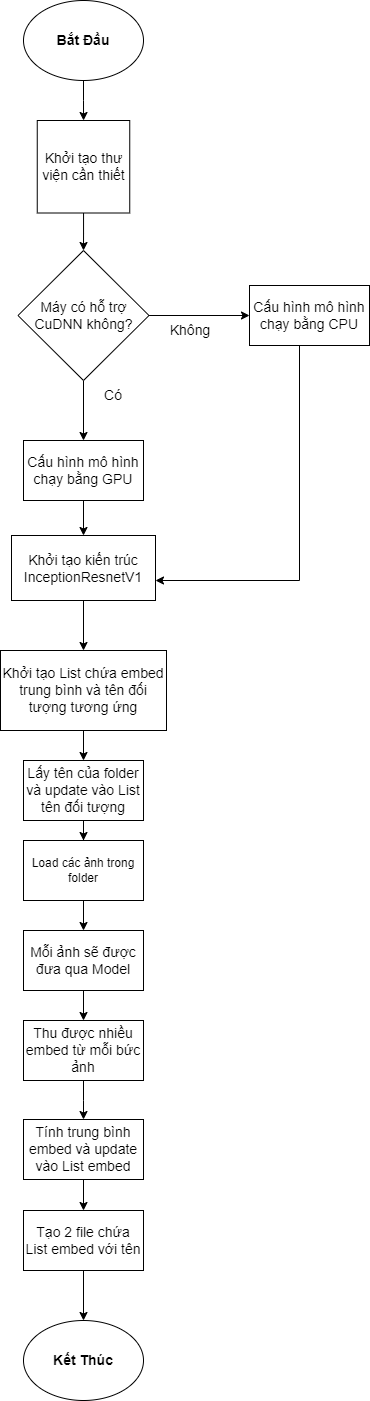 Bắt Đầu
Khởi tạo thư
viện cần thiết
Máy có hỗ trợ
CuDNN không?
Không
Cấu hình mô hình
chạy bằng CPU
Có
Cấu hình mô hình
chạy bằng GPU
Khởi tạo kiến trúc
InceptionResnetV1
Khởi tạo List chứa embed
trung bình và tên đối
tượng tương ứng
Lấy tên của folder
và update vào List
tên đối tượng
Load các ảnh trong
folder
Mỗi ảnh sẽ được
đưa qua Model
Thu được nhiều
embed từ mỗi bức
ảnh
Tính trung bình
embed và update
vào List embed
Tạo 2 file chứa
List embed với tên
Kết Thúc